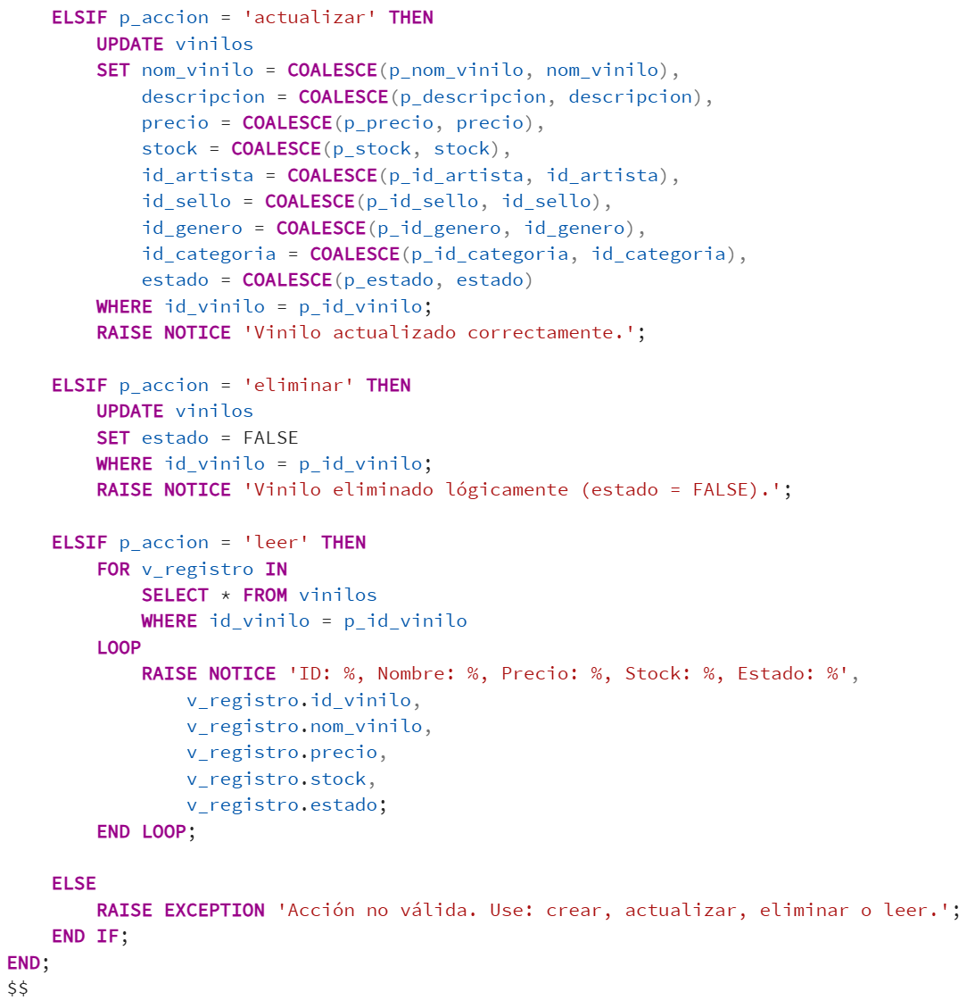 ELSIF p_accion = 'actualizar' THEN
UPDATE vinilos
SET nom_vinilo = COALESCE(p_nom_vinilo, nom_vinilo),
descripcion = COALESCE(p_descripcion, descripcion),
precio = COALESCE(p_precio, precio),
stock = COALESCE(p_stock, stock),
id_artista = COALESCE(p_id_artista, id_artista),
id_sello = COALESCE(p_id_sello, id_sello),
id_genero = COALESCE(p_id_genero, id_genero),
id_categoria = COALESCE(p_id_categoria, id_categoria),
estado = COALESCE(p_estado, estado)
WHERE id_vinilo = p_id_vinilo;
RAISE NOTICE 'Vinilo actualizado correctamente.';
ELSIF p_accion = 'eliminar' THEN
UPDATE vinilos
SET estado = FALSE
WHERE id_vinilo = p_id_vinilo;
RAISE NOTICE 'Vinilo eliminado lógicamente (estado = FALSE).';
ELSIF p_accion = 'leer' THEN
FOR v_registro IN
SELECT * FROM vinilos
WHERE id_vinilo = p_id_vinilo
LOOP
RAISE NOTICE 'ID: %, Nombre: %, Precio: %, Stock: %, Estado: %',
v_registro.id_vinilo,
v_registro.nom_vinilo,
v_registro.precio,
v_registro.stock,
v_registro.estado;
END LOOP;
ELSE
RAISE EXCEPTION 'Acción no válida. Use: crear, actualizar, eliminar o leer.';
END IF;
END;
$$